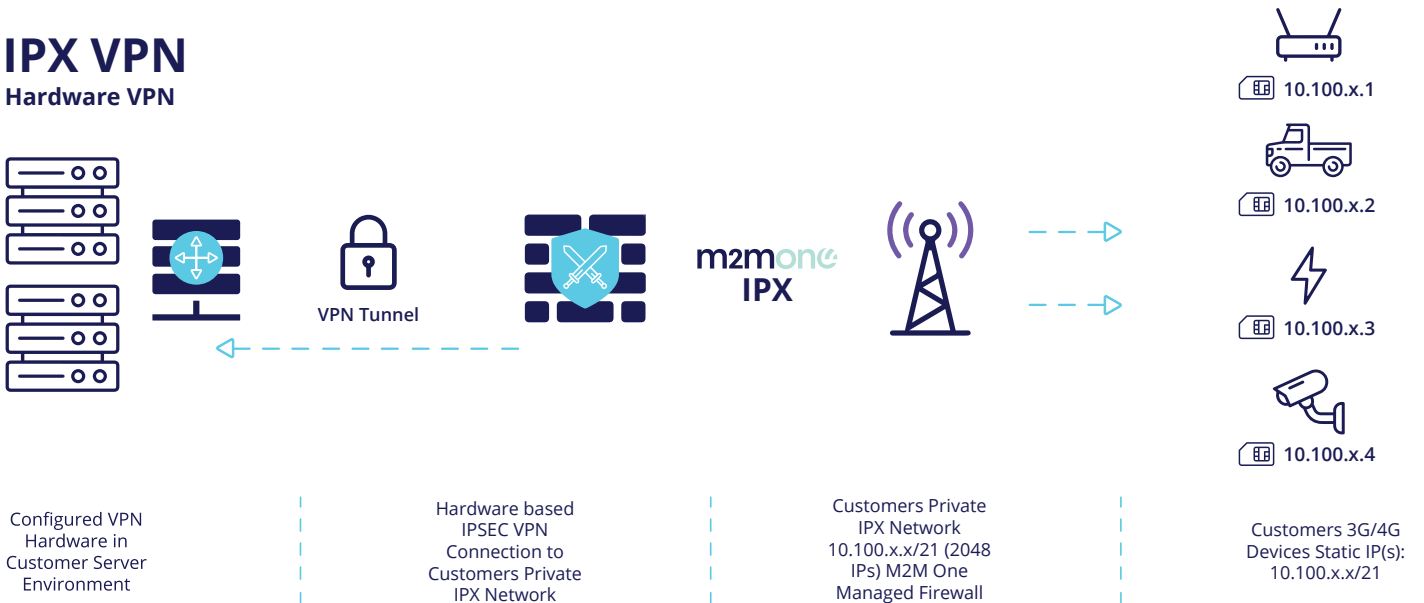 IPX VPN
Hardware VPN
VPN Tunnel
m2mone
IPX
10.100.x.1
10.100.x.2
10.100.x.3
10.100.x.4
Configured VPN
Hardware in
Customer Server
Environment
Hardware based
IPSEC VPN
Connection to
Customers Private
IPX Network
Customers Private
IPX Network
10.100.x.x/21 (2048
IPs) M2M One
Managed Firewall
Customers 3G/4G
Devices Static IP(s):
10.100.x.x/21